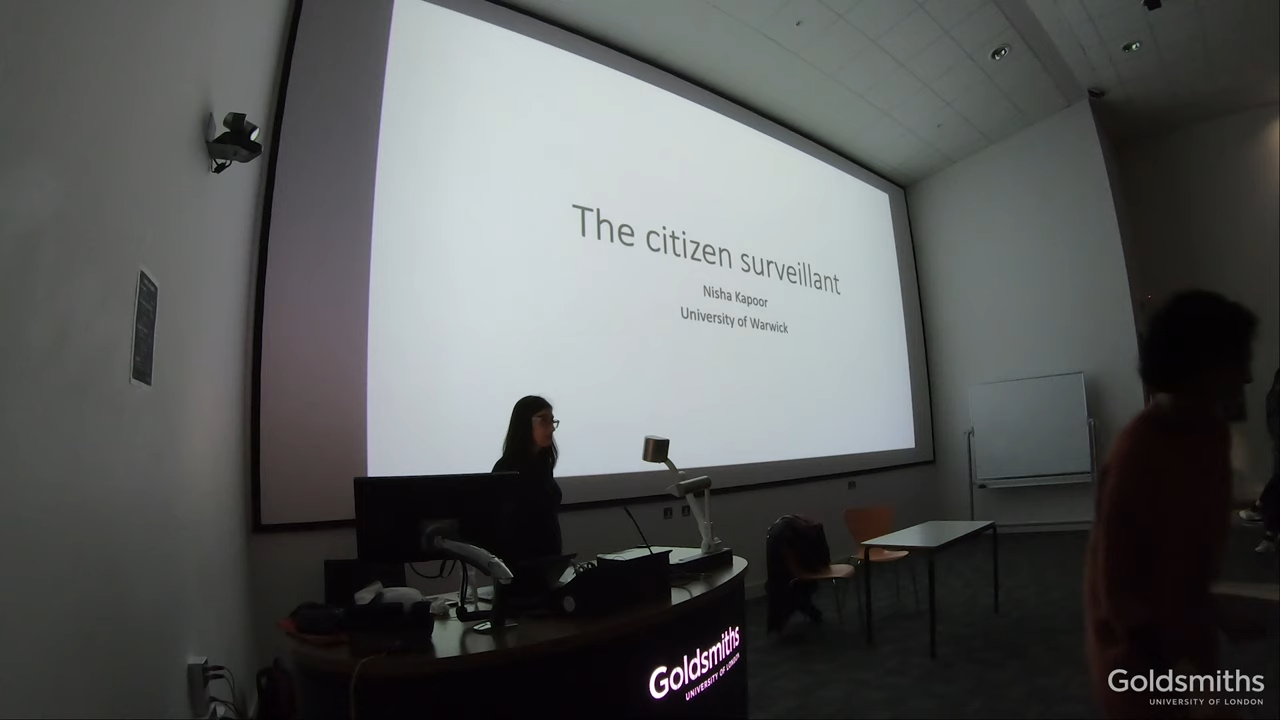 The citizen surveillant
Nisha Kapoor
University of Warwick
Goldsmiths
UNIVERSITY OF LONDON
Goldsmiths
UNIVERSITY OF LONDON